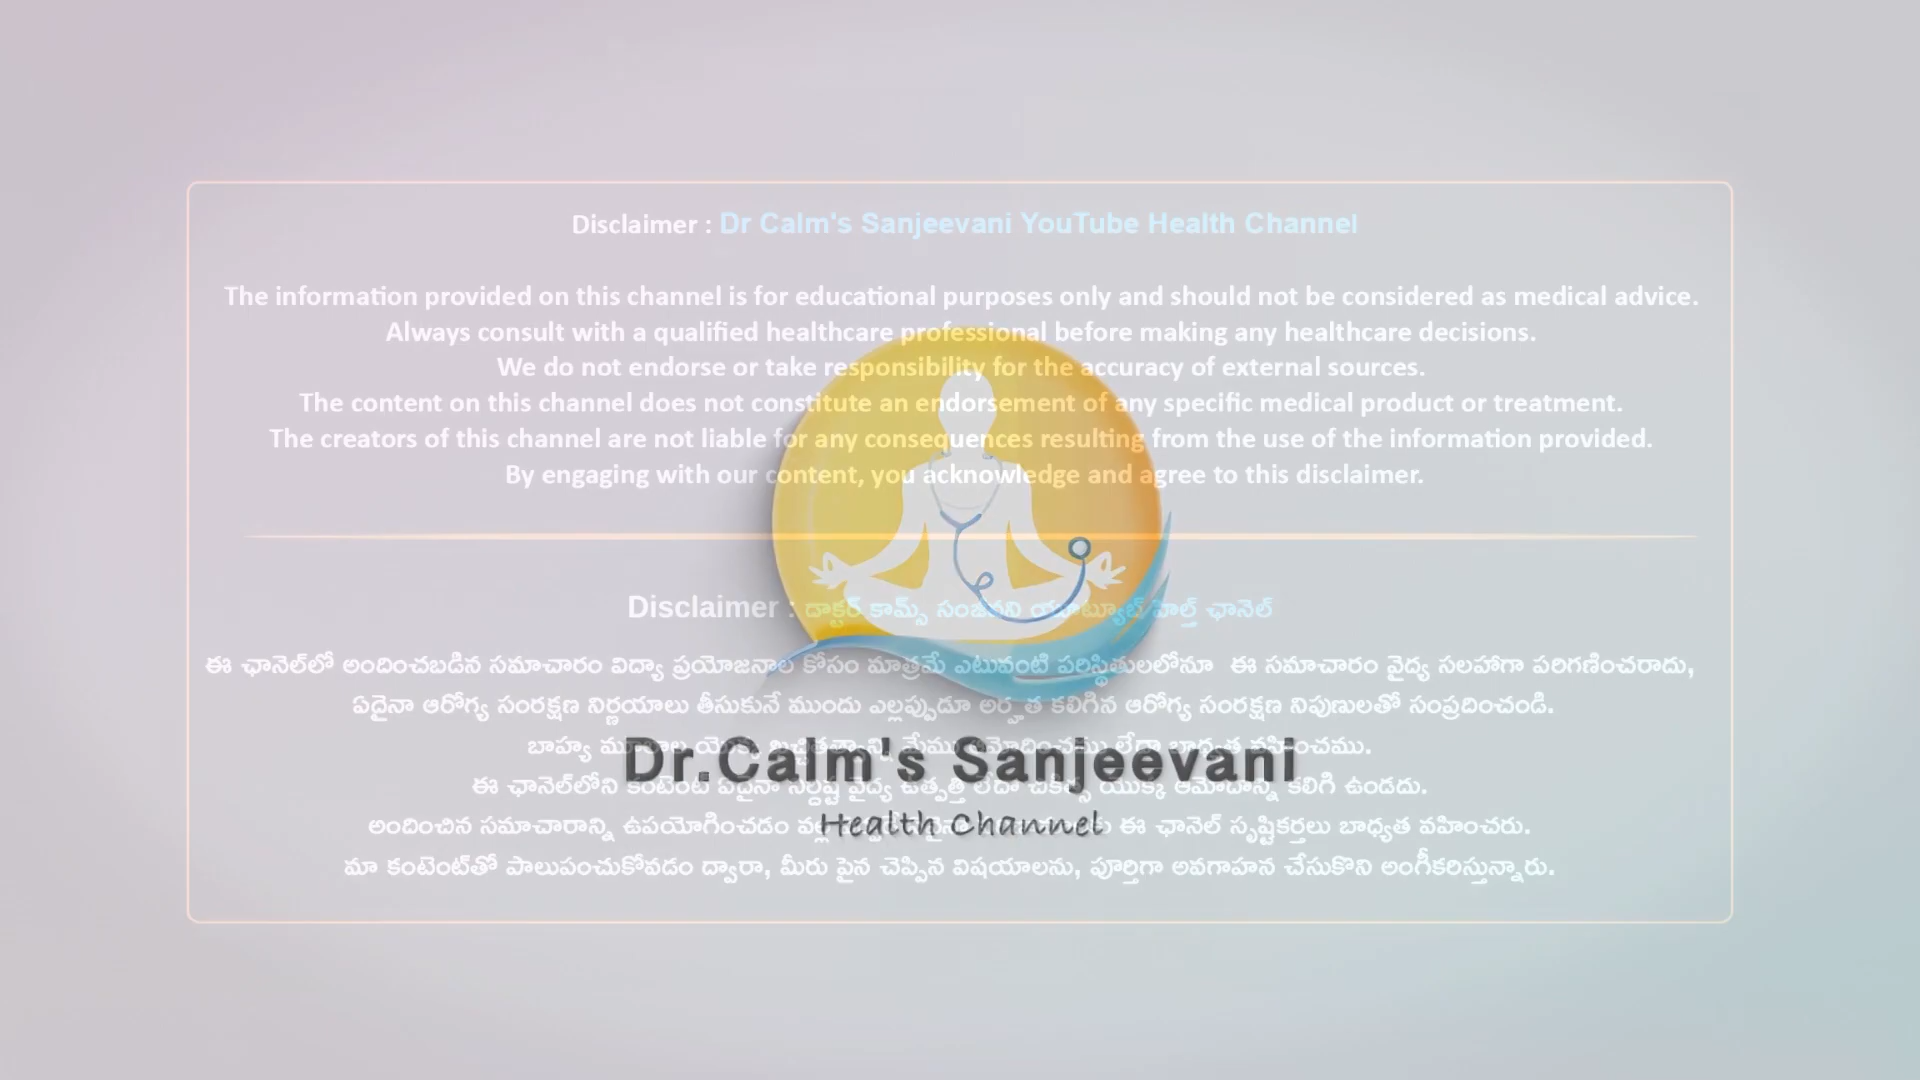 Disclaimer : Dr Calm's Sanjeevani YouTube Health Channel
The information provided on this channel is for educational purposes only and should not be considered as medical advice.
Always consult with a qualified healthcare professional before making any healthcare decisions.
We do not endorse or take responsibility for the accuracy of external sources.
The content on this channel does not constitute an endorsement of any specific medical product or treatment.
The creators of this channel are not liable for any consequences resulting from the use of the information provided.
By engaging with our content, you acknowledge and agree to this disclaimer.
Disclaimer : డాక్టర్ కామ్స్ సంజీవని యూట్యూబ్ హెల్త్ ఛానెల్
ఈ ఛానెల్‌లో అందించబడిన సమాచారం విద్యా ప్రయోజనాల కోసం మాత్రమే ఎటువంటి పరిస్థితులలోనూ ఈ సమాచారం వైద్య సలహాగా పరిగణించరాదు,
ఏదైనా ఆరోగ్య సంరక్షణ నిర్ణయాలు తీసుకునే ముందు ఎల్లప్పుడూ అర్హత కలిగిన ఆరోగ్య సంరక్షణ నిపుణులతో సంప్రదించండి.
బాహ్య మూలాల యొక్క మేము ఆమోదించము లేదా బాధ్యత వహించము.
Dr.Calm's Sanjeevani
ఈ ఛానెల్‌లోని కంటెంట్ ఏదైనా నిర్దిష్ట వైద్య ఉత్పత్తి లేదా చికిత్స యొక్క ఆమోదాన్ని కలిగి ఉండదు.
Health Channel
అందించిన సమాచారాన్ని ఉపయోగించడం ఈ ఛానెల్ సృష్టికర్తలు బాధ్యత వహించరు.
మా కంటెంట్‌తో పాలుపంచుకోవడం ద్వారా, మీరు పైన చెప్పిన విషయాలను, పూర్తిగా అవగాహన చేసుకొని అంగీకరిస్తున్నారు.